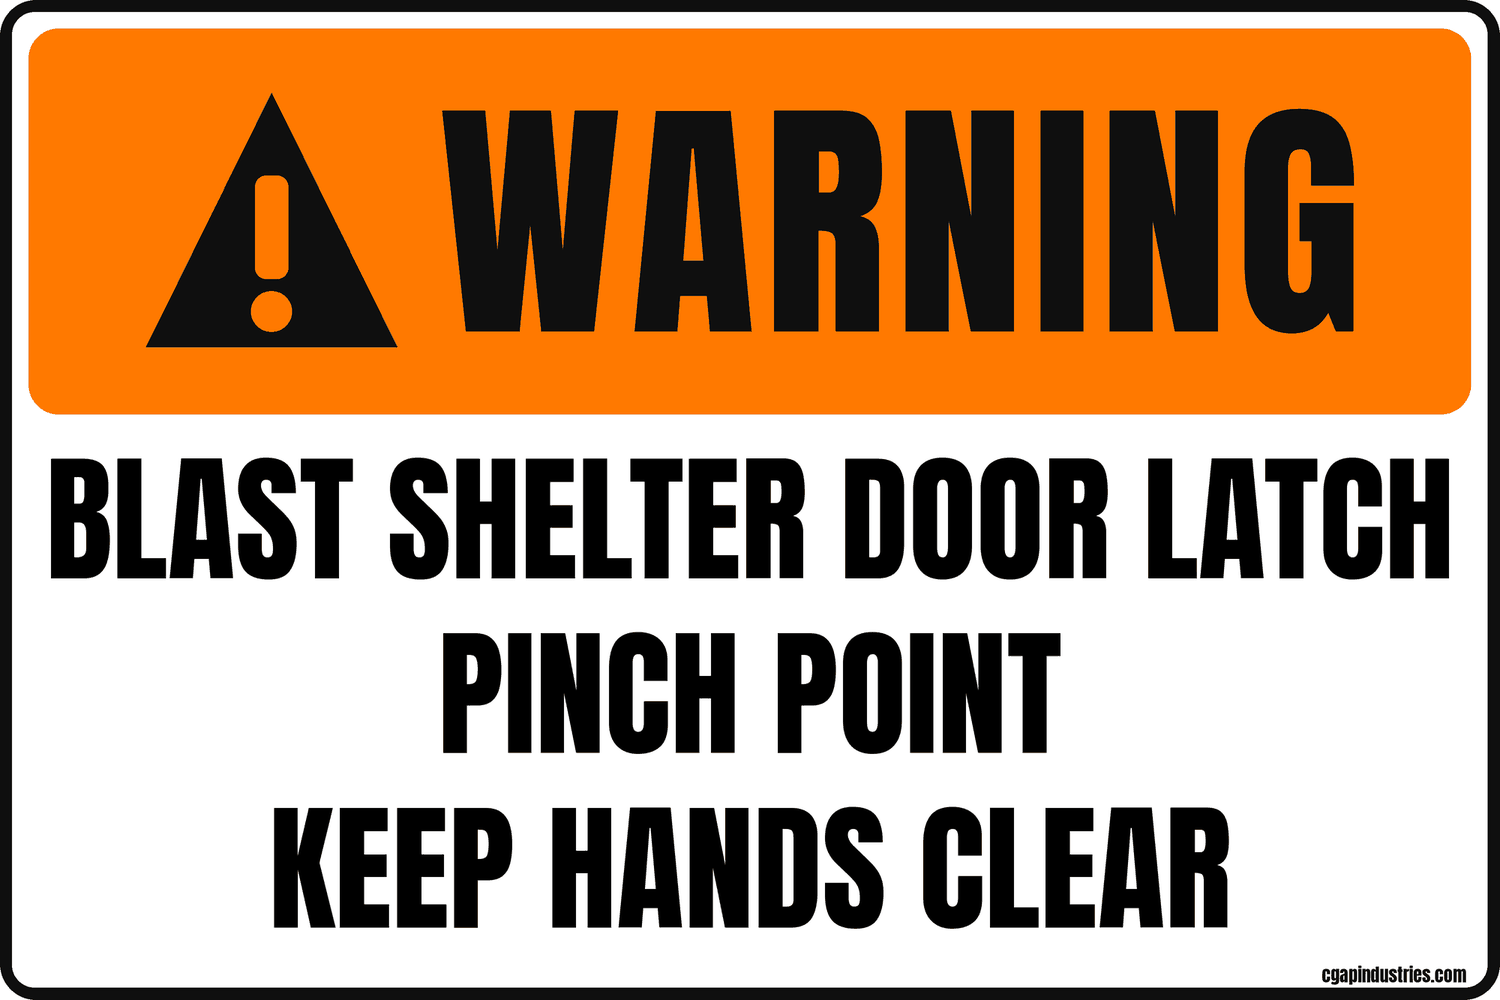 WARNING
BLAST SHELTER DOOR LATCH
PINCH POINT
KEEP HANDS CLEAR
cgapindustries.com